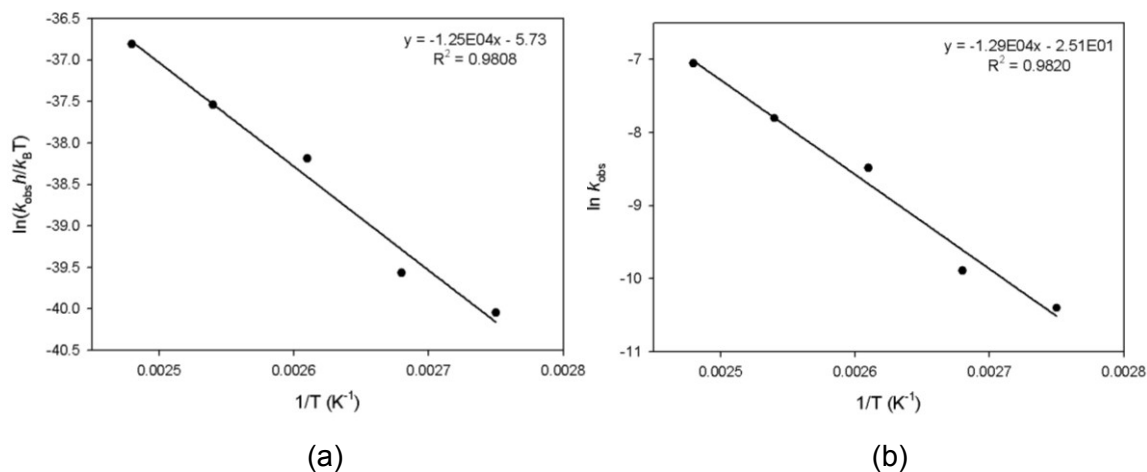 y = -1.25E04x - 5.73
R² = 0.9808
-36.5
-37.0
-37.5
-38.0
-38.5
-39.0
-39.5
-40.0
-40.5
ln(k_obs h/k_B T)
0.0025 0.0026 0.0027 0.0028
1/T (K⁻¹)
(a)
y = -1.29E04x - 2.51E01
R² = 0.9820
-7
-8
-9
-10
-11
ln k_obs
0.0025 0.0026 0.0027 0.0028
1/T (K⁻¹)
(b)